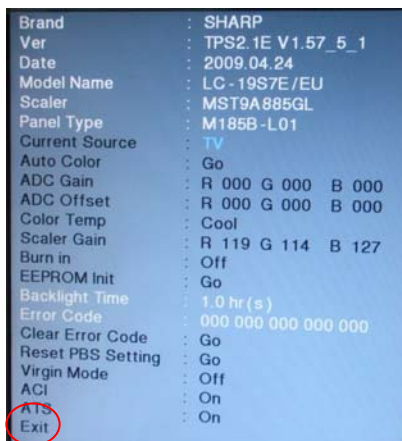 Brand : SHARP
Ver : TPS2.1E V1.57_5_1
Date : 2009.04.24
Model Name : LC-19S7E/EU
Scaler : MST9A885GL
Panel Type : M185B-L01
Current Source : TV
Auto Color : Go
ADC Gain : R 000 G 000 B 000
ADC Offset : R 000 G 000 B 000
Color Temp : Cool
Scaler Gain : R 119 G 114 B 127
Burn in : Off
EEPROM Init : Go
Backlight Time : 1.0 hr(s)
Error Code : 000 000 000 000 000
Clear Error Code : Go
Reset PBS Setting : Go
Virgin Mode : Off
ACI : On
ATS : On
Exit